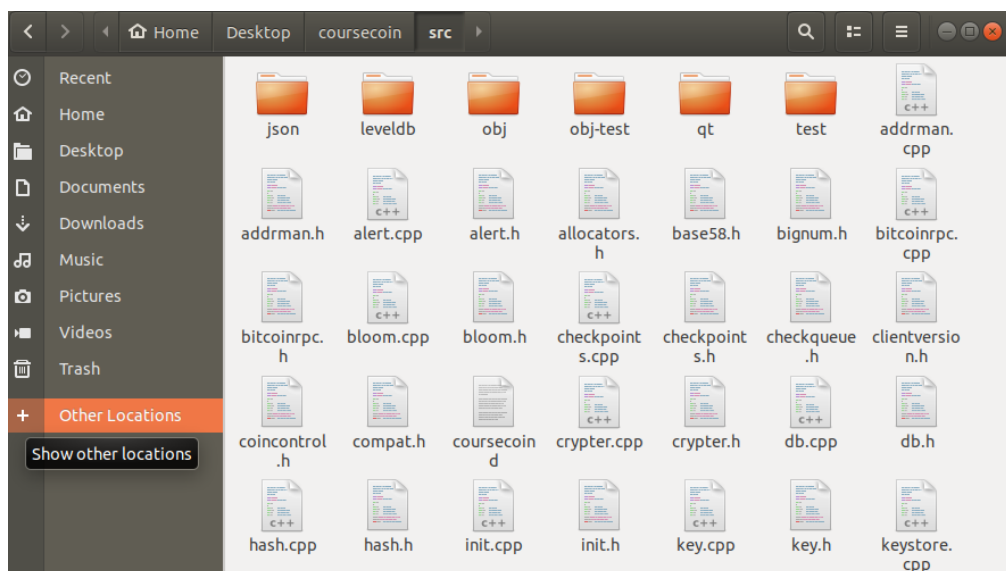 Home Desktop coursecoin src
Recent
Home
Desktop
Documents
Downloads
Music
Pictures
Videos
Trash
Other Locations
Show other locations
json leveldb obj obj-test qt test addrman.
cpp
C++
addrman.h alert.cpp alert.h allocators. base58.h bignum.h bitcoinrpc.
h cpp
C++ C++
bitcoinrpc. bloom.cpp bloom.h checkpoint checkpoint checkqueue clientversio
h s.cpp s.h .h n.h
C++ C++
coincontrol compat.h coursecoin crypter.cpp crypter.h db.cpp db.h
.h d
C++ C++
hash.cpp hash.h init.cpp init.h key.cpp key.h keystore.
cpp
C++ C++ C++ C++